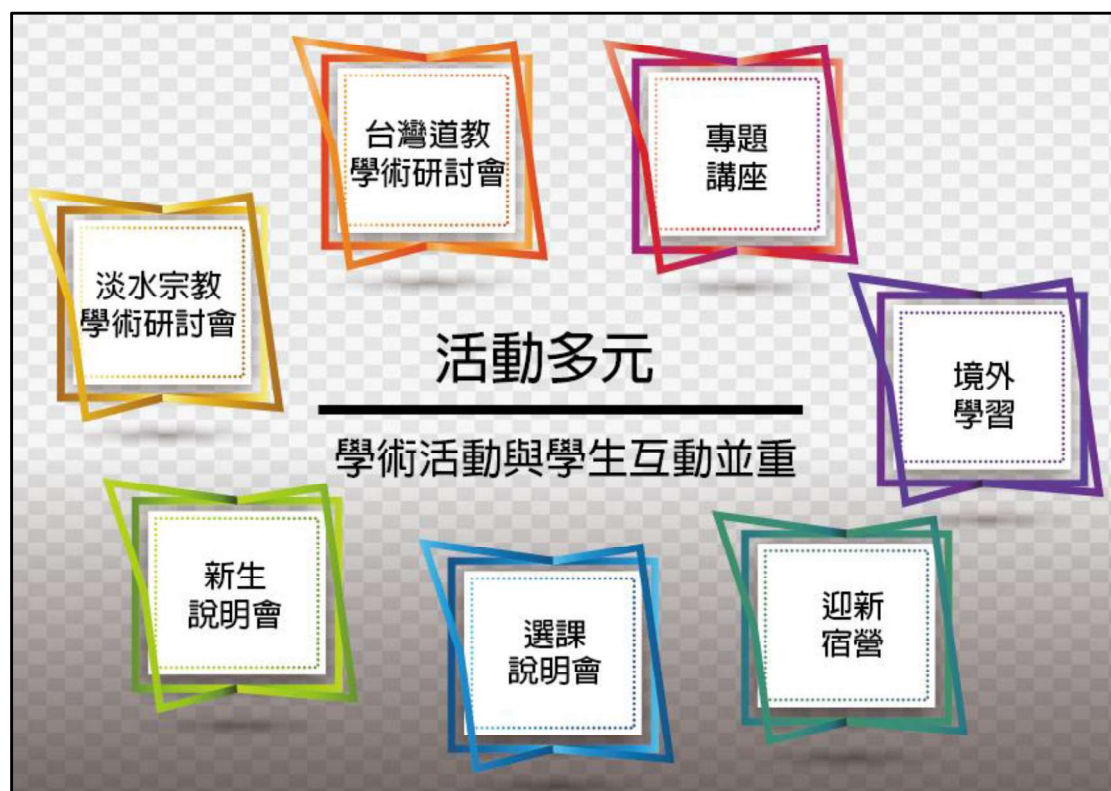 台灣道教
學術研討會
專題
講座
淡水宗教
學術研討會
境外
學習
活動多元
學術活動與學生互動並重
新生
說明會
選課
說明會
迎新
宿營